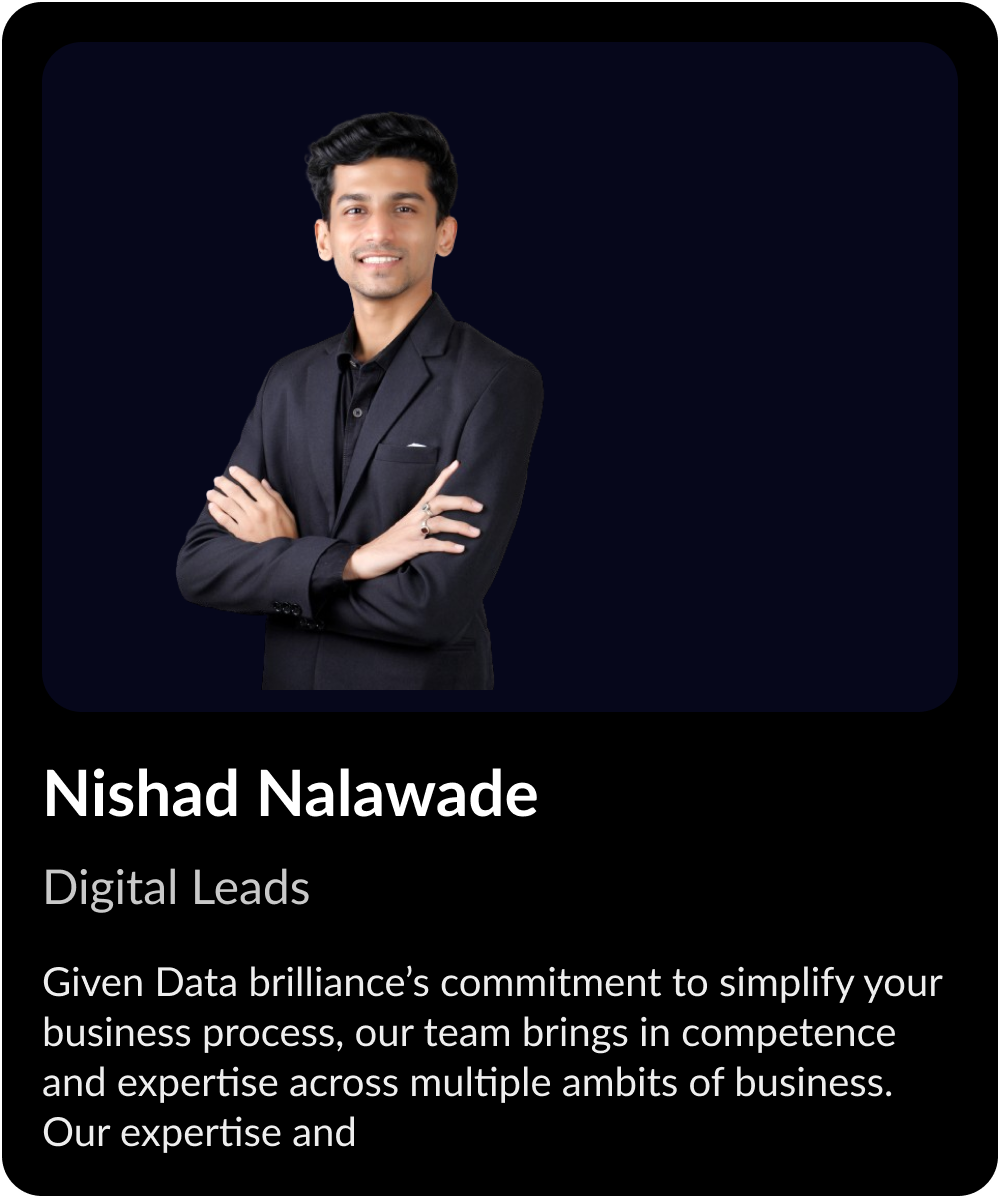 Nishad Nalawade
Digital Leads
Given Data brilliance’s commitment to simplify your
business process, our team brings in competence
and expertise across multiple ambits of business.
Our expertise and